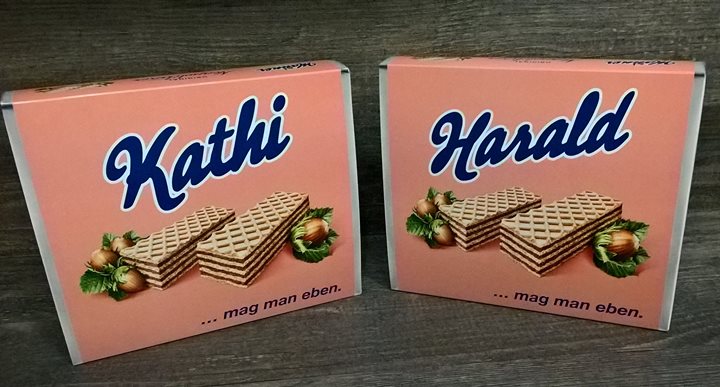 Kathi
... mag man eben.
Harald
... mag man eben.